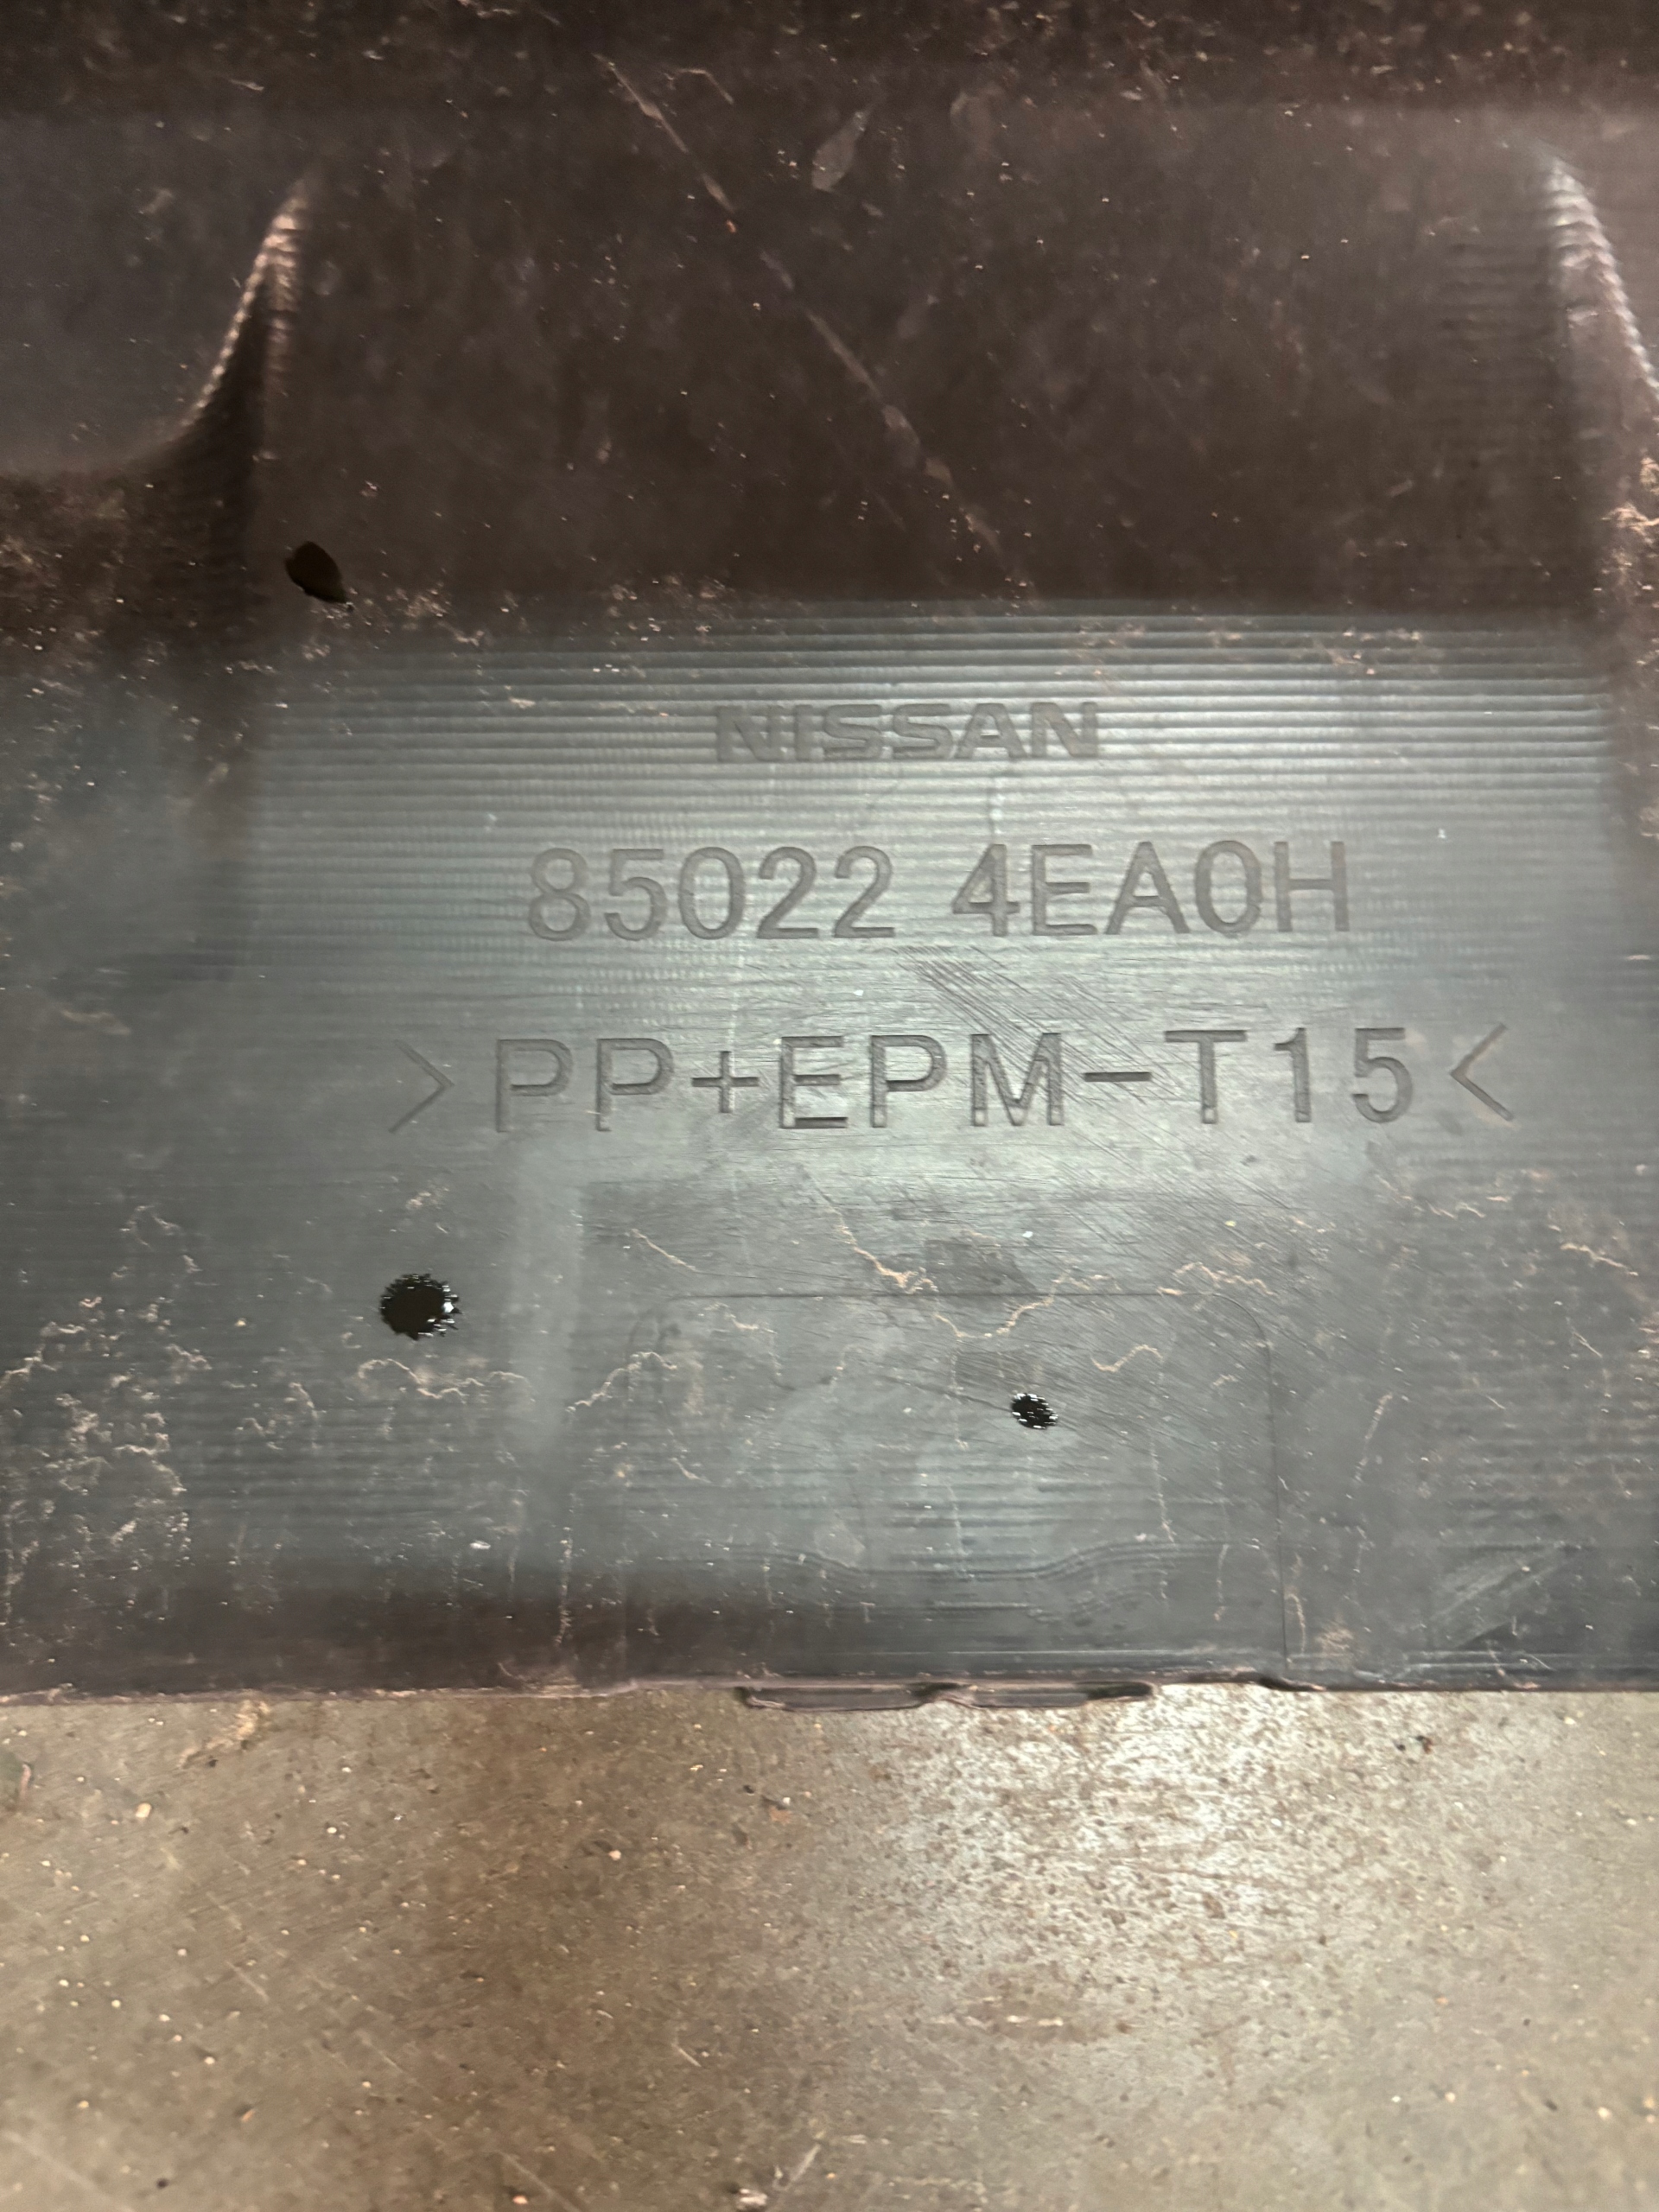 NISSAN
85022 4EA0H
>PP+EPM-T15<